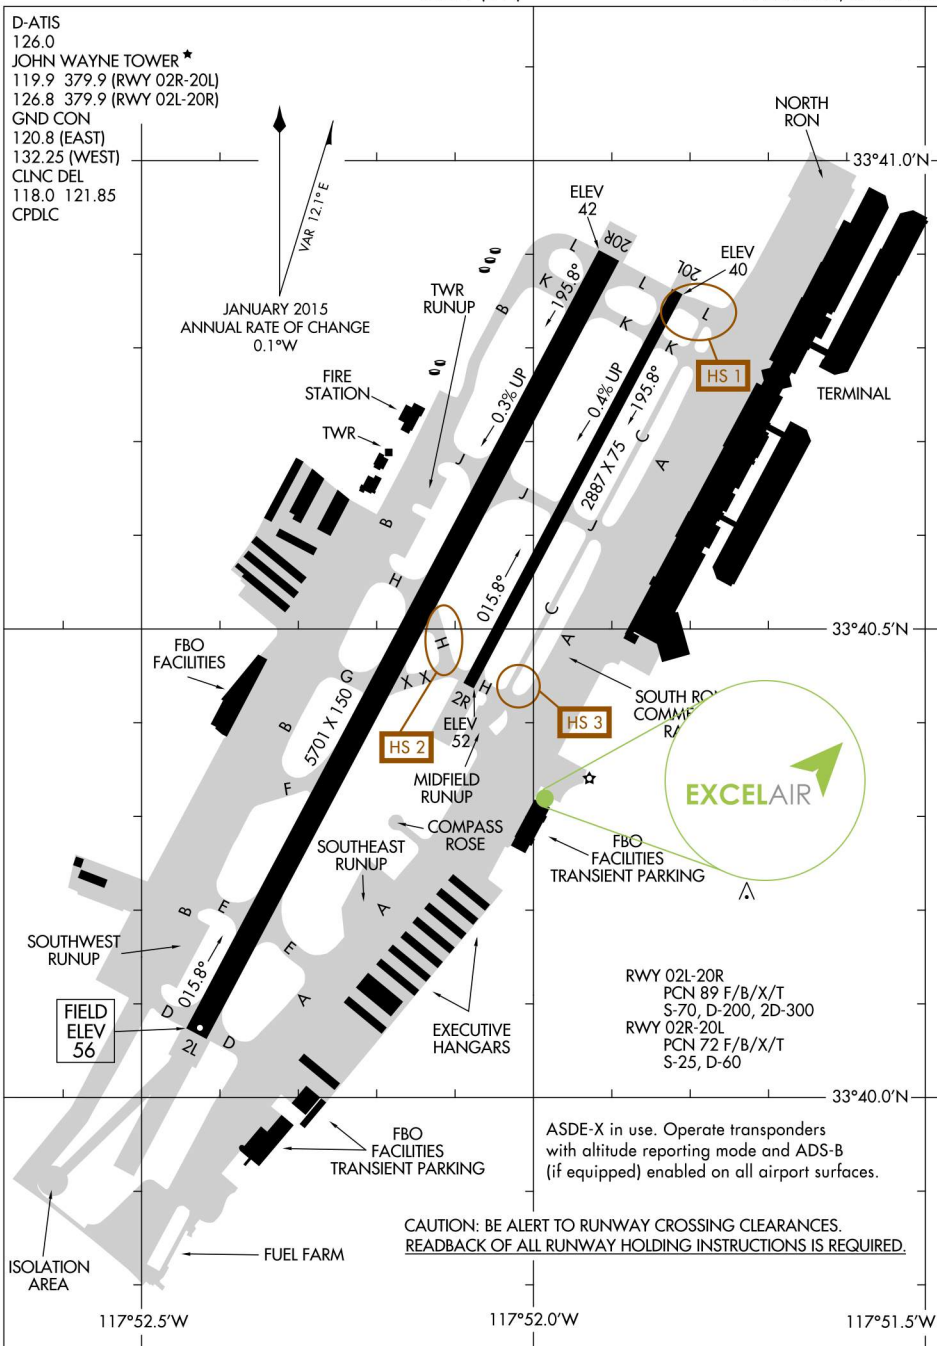 D-ATIS
126.0
JOHN WAYNE TOWER ★
119.9 379.9 (RWY 02R-20L)
126.8 379.9 (RWY 02L-20R)
GND CON
120.8 (EAST)
132.25 (WEST)
CLNC DEL
118.0 121.85
CPDLC
VAR 12.1° E
JANUARY 2015
ANNUAL RATE OF CHANGE
0.1°W
NORTH
RON
33°41.0'N
ELEV
42
20R
ELEV
40
20L
L
L
L
K
K
K
B
195.8°
195.8°
HS 1
TWR
RUNUP
FIRE
STATION
TWR
TERMINAL
0.3% UP
0.4% UP
2887 X 75
C
A
J
J
J
B
H
015.8°
C
A
33°40.5'N
FBO
FACILITIES
H
G
X
X
H
2R
B
5701 X 150
F
HS 2
ELEV
52
HS 3
SOUTH
COMME
RA
MIDFIELD
RUNUP
EXCELAIR
COMPASS
ROSE
SOUTHEAST
RUNUP
FBO
FACILITIES
TRANSIENT PARKING
B
E
A
E
A
SOUTHWEST
RUNUP
015.8°
D
D
2L
FIELD
ELEV
56
EXECUTIVE
HANGARS
RWY 02L-20R
PCN 89 F/B/X/T
S-70, D-200, 2D-300
RWY 02R-20L
PCN 72 F/B/X/T
S-25, D-60
33°40.0'N
FBO
FACILITIES
TRANSIENT PARKING
ASDE-X in use. Operate transponders
with altitude reporting mode and ADS-B
(if equipped) enabled on all airport surfaces.
CAUTION: BE ALERT TO RUNWAY CROSSING CLEARANCES.
READBACK OF ALL RUNWAY HOLDING INSTRUCTIONS IS REQUIRED.
FUEL FARM
ISOLATION
AREA
117°52.5'W
117°52.0'W
117°51.5'W